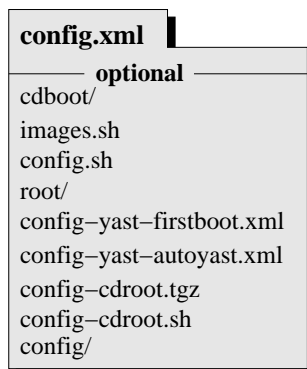 config.xml
optional
cdboot/
images.sh
config.sh
root/
config−yast−firstboot.xml
config−yast−autoyast.xml
config−cdroot.tgz
config−cdroot.sh
config/